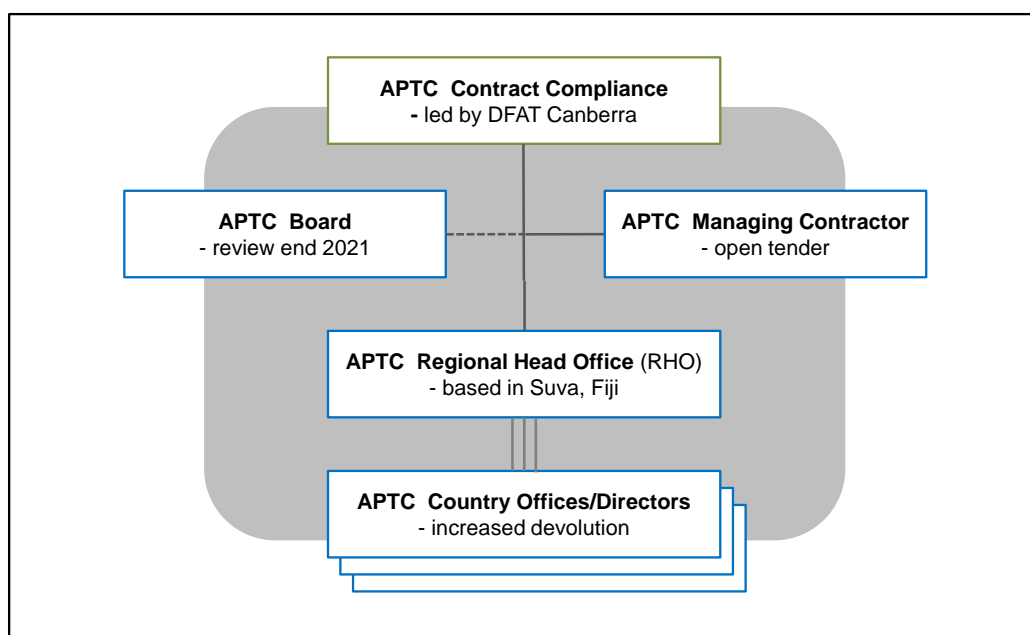 APTC Contract Compliance
- led by DFAT Canberra
APTC Board
- review end 2021
APTC Managing Contractor
- open tender
APTC Regional Head Office (RHO)
- based in Suva, Fiji
APTC Country Offices/Directors
- increased devolution